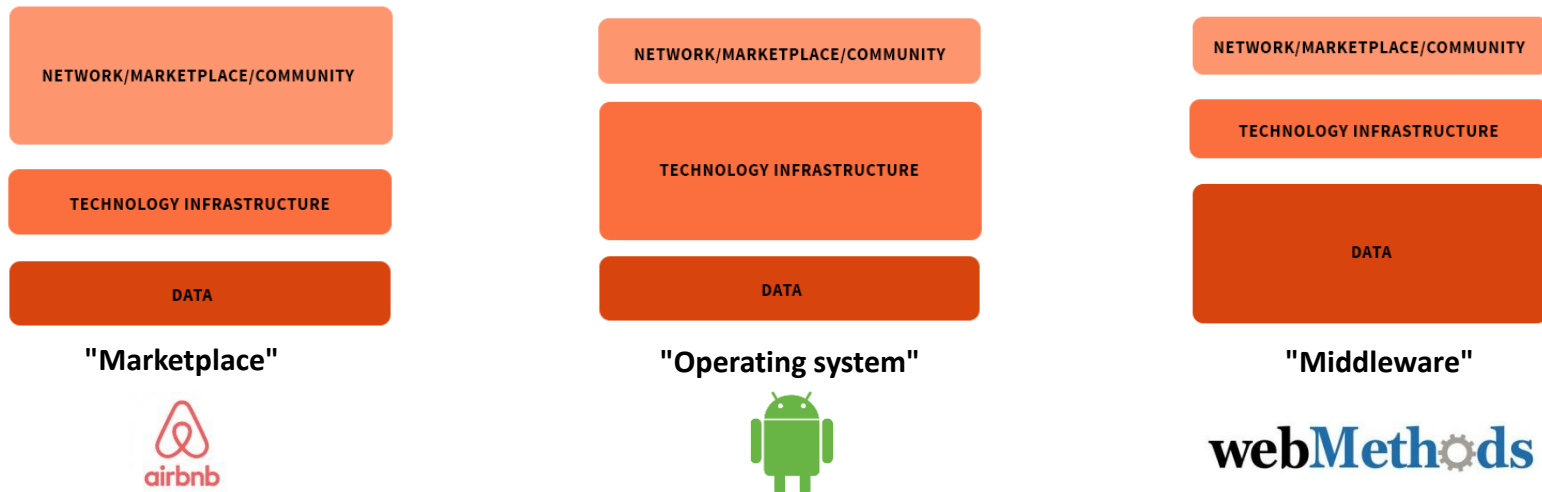 NETWORK/MARKETPLACE/COMMUNITY
TECHNOLOGY INFRASTRUCTURE
DATA
"Marketplace"
airbnb
NETWORK/MARKETPLACE/COMMUNITY
TECHNOLOGY INFRASTRUCTURE
DATA
"Operating system"
NETWORK/MARKETPLACE/COMMUNITY
TECHNOLOGY INFRASTRUCTURE
DATA
"Middleware"
webMethods